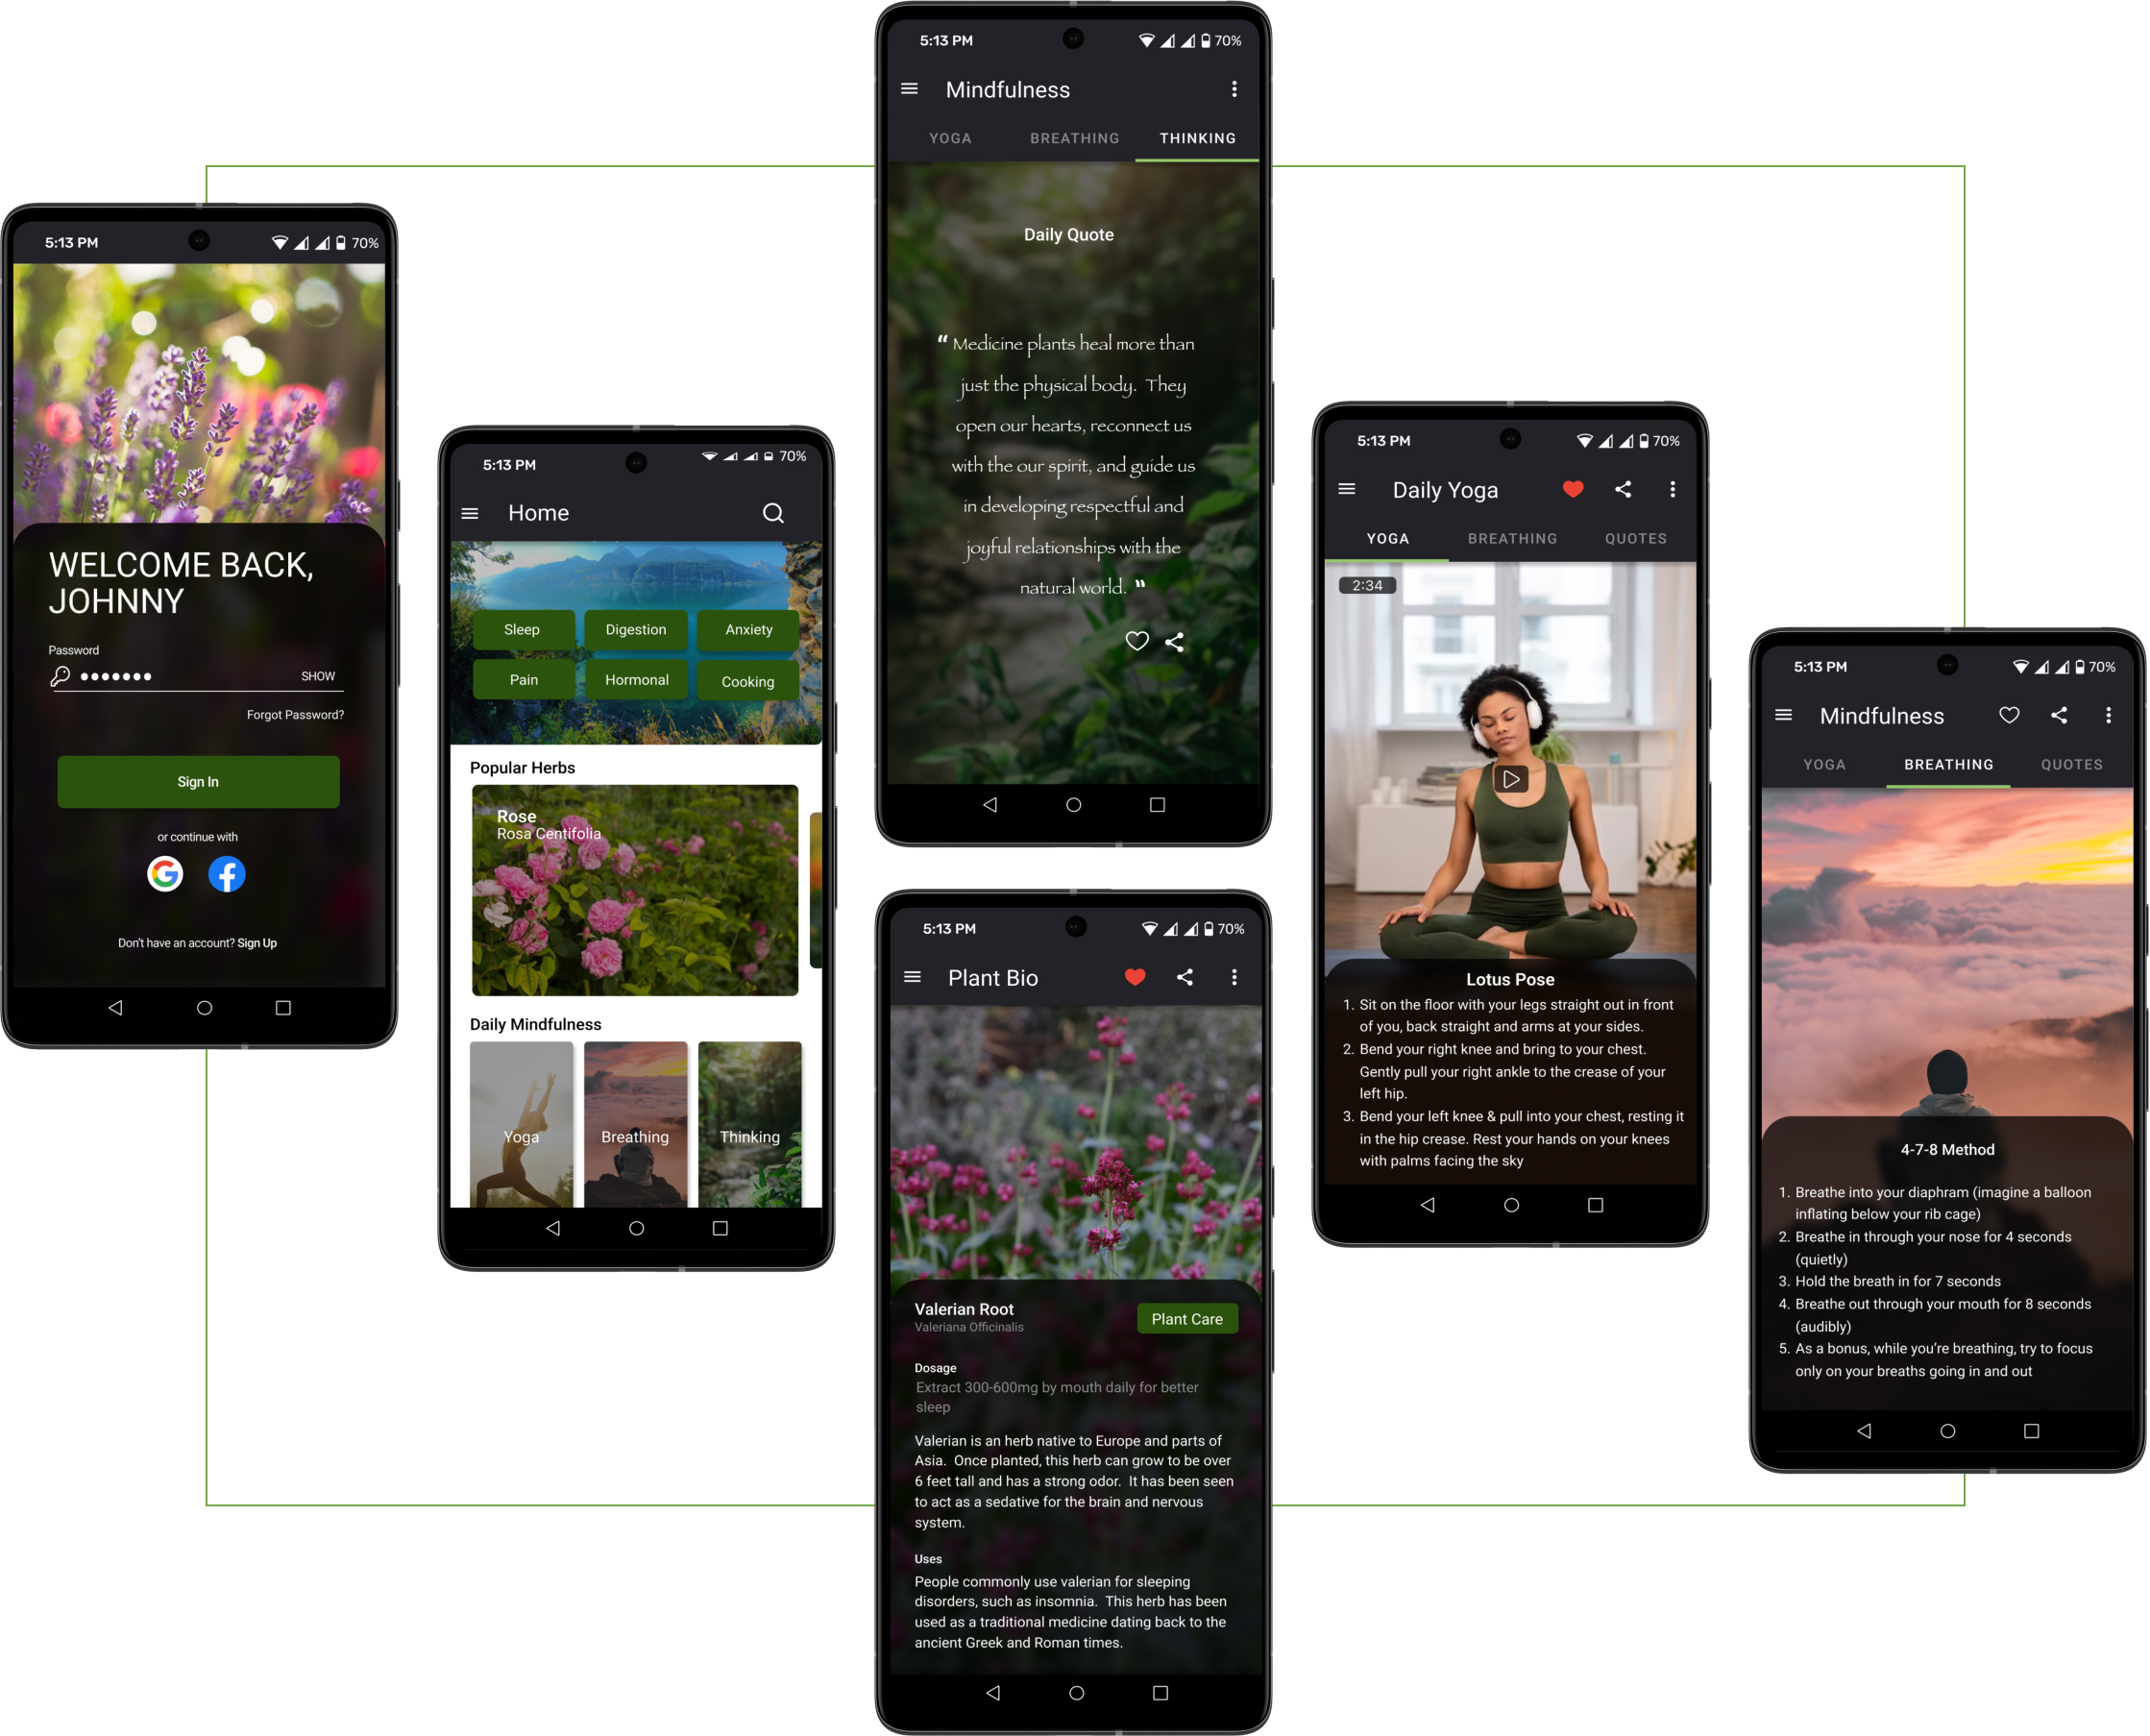 5:13 PM
70%
WELCOME BACK,
JOHNNY
Password
SHOW
Forgot Password?
Sign In
or continue with
Don't have an account? Sign Up
5:13 PM
70%
Home
Sleep
Digestion
Anxiety
Pain
Hormonal
Cooking
Popular Herbs
Rose
Rosa Centifolia
Daily Mindfulness
Yoga
Breathing
Thinking
5:13 PM
70%
Mindfulness
YOGA
BREATHING
THINKING
Daily Quote
“ Medicine plants heal more than
just the physical body. They
open our hearts, reconnect us
with the our spirit, and guide us
in developing respectful and
joyful relationships with the
natural world. ”
5:13 PM
70%
Plant Bio
Valerian Root
Valeriana Officinalis
Plant Care
Dosage
Extract 300-600mg by mouth daily for better
sleep
Valerian is an herb native to Europe and parts of
Asia. Once planted, this herb can grow to be over
6 feet tall and has a strong odor. It has been seen
to act as a sedative for the brain and nervous
system.
Uses
People commonly use valerian for sleeping
disorders, such as insomnia. This herb has been
used as a traditional medicine dating back to the
ancient Greek and Roman times.
5:13 PM
70%
Daily Yoga
YOGA
BREATHING
QUOTES
2:34
Lotus Pose
1. Sit on the floor with your legs straight out in front
of you, back straight and arms at your sides.
2. Bend your right knee and bring to your chest.
Gently pull your right ankle to the crease of your
left hip.
3. Bend your left knee & pull into your chest, resting it
in the hip crease. Rest your hands on your knees
with palms facing the sky
5:13 PM
70%
Mindfulness
YOGA
BREATHING
QUOTES
4-7-8 Method
1. Breathe into your diaphram (imagine a balloon
inflating below your rib cage)
2. Breathe in through your nose for 4 seconds
(quietly)
3. Hold the breath in for 7 seconds
4. Breathe out through your mouth for 8 seconds
(audibly)
5. As a bonus, while you're breathing, try to focus
only on your breaths going in and out